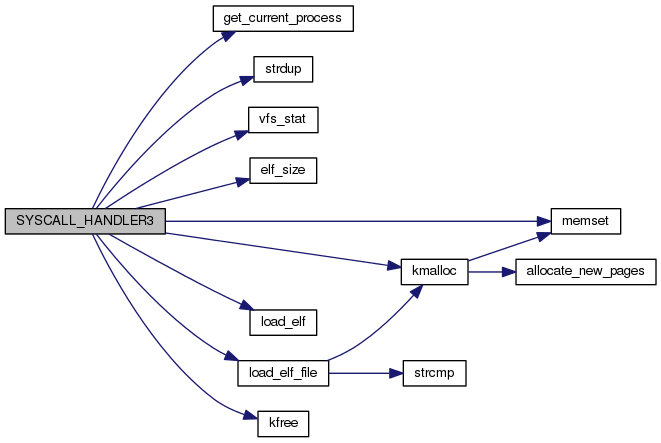 get_current_process
strdup
vfs_stat
elf_size
SYSCALL_HANDLER3
memset
kmalloc
allocate_new_pages
load_elf
load_elf_file
strcmp
kfree